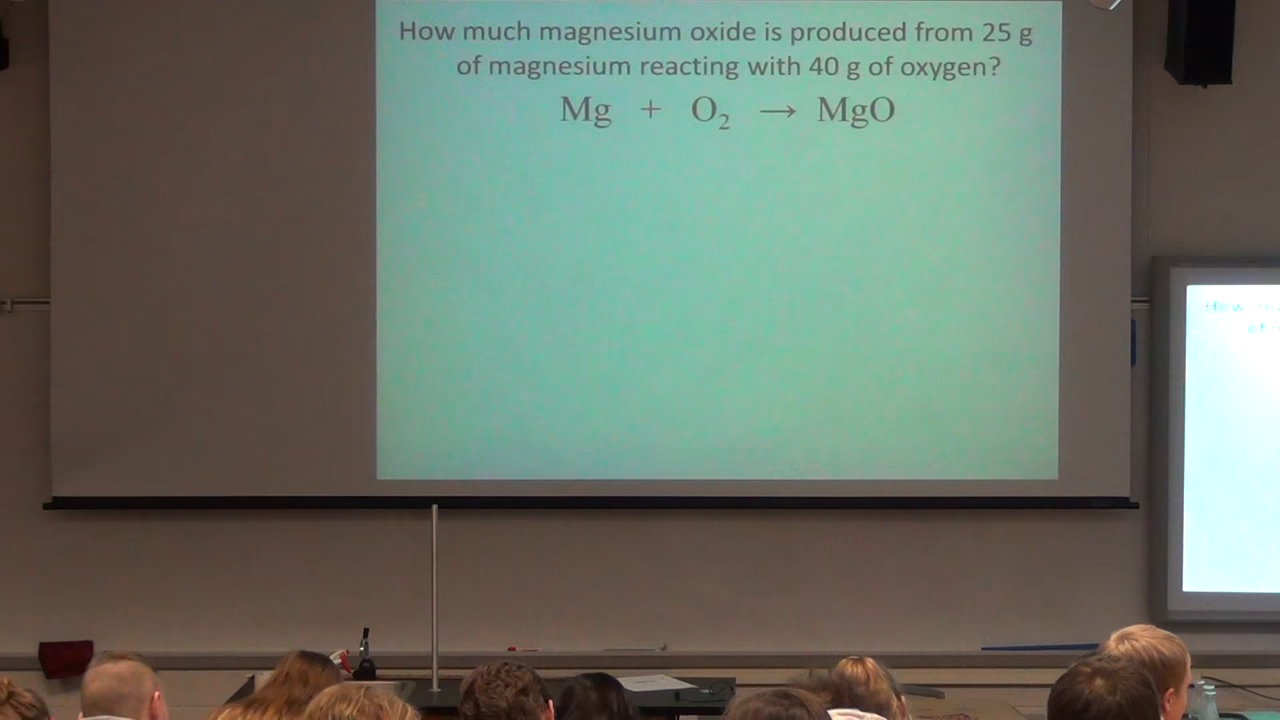 How much magnesium oxide is produced from 25 g
of magnesium reacting with 40 g of oxygen?
Mg + O₂ → MgO